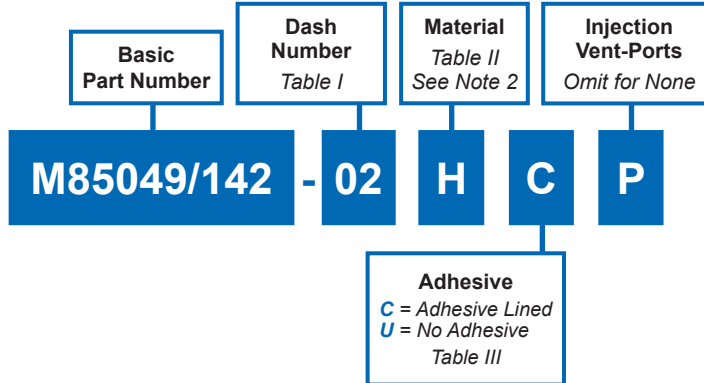 Basic
Part Number
Dash
Number
Table I
Material
Table II
See Note 2
Injection
Vent-Ports
Omit for None
M85049/142 - 02 H C P
Adhesive
C = Adhesive Lined
U = No Adhesive
Table III